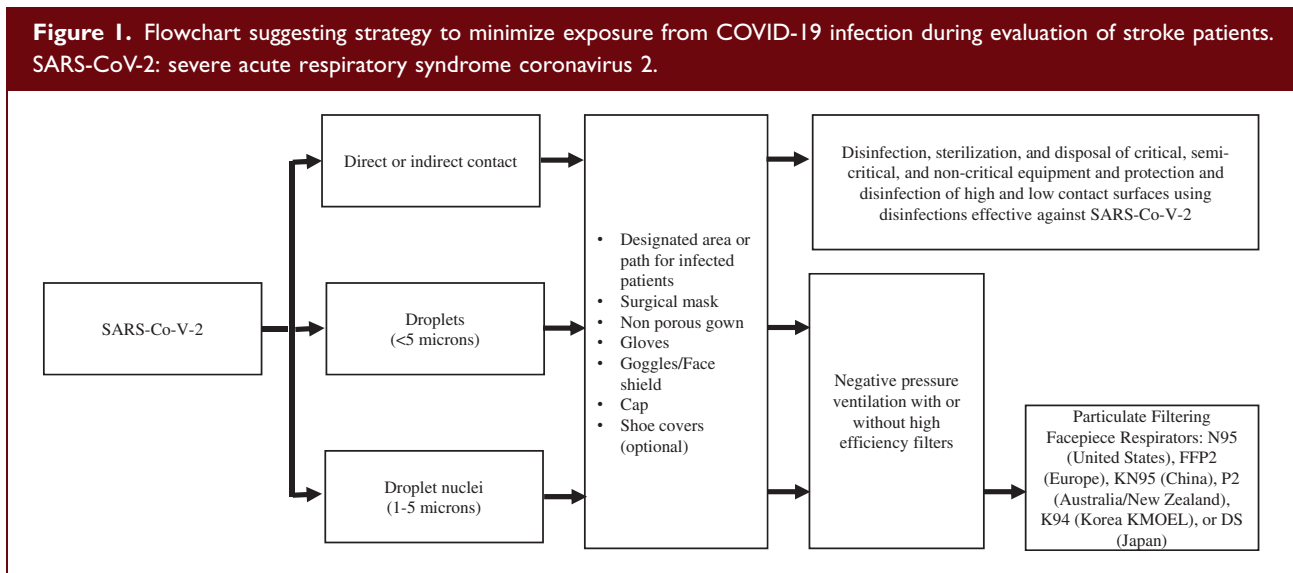 Figure 1. Flowchart suggesting strategy to minimize exposure from COVID-19 infection during evaluation of stroke patients.
SARS-CoV-2: severe acute respiratory syndrome coronavirus 2.
SARS-Co-V-2
Direct or indirect contact
Droplets
(<5 microns)
Droplet nuclei
(1-5 microns)
• Designated area or
path for infected
patients
• Surgical mask
• Non porous gown
• Gloves
• Goggles/Face
shield
• Cap
• Shoe covers
(optional)
Disinfection, sterilization, and disposal of critical, semi-
critical, and non-critical equipment and protection and
disinfection of high and low contact surfaces using
disinfections effective against SARS-Co-V-2
Negative pressure
ventilation with or
without high
efficiency filters
Particulate Filtering
Facepiece Respirators: N95
(United States), FFP2
(Europe), KN95 (China), P2
(Australia/New Zealand),
K94 (Korea KMOEL), or DS
(Japan)